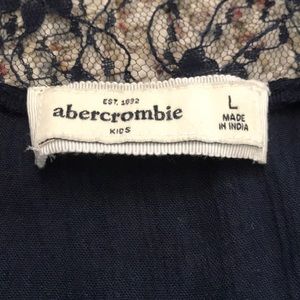 EST. 1892
abercrombie
KIDS
L
MADE
IN INDIA